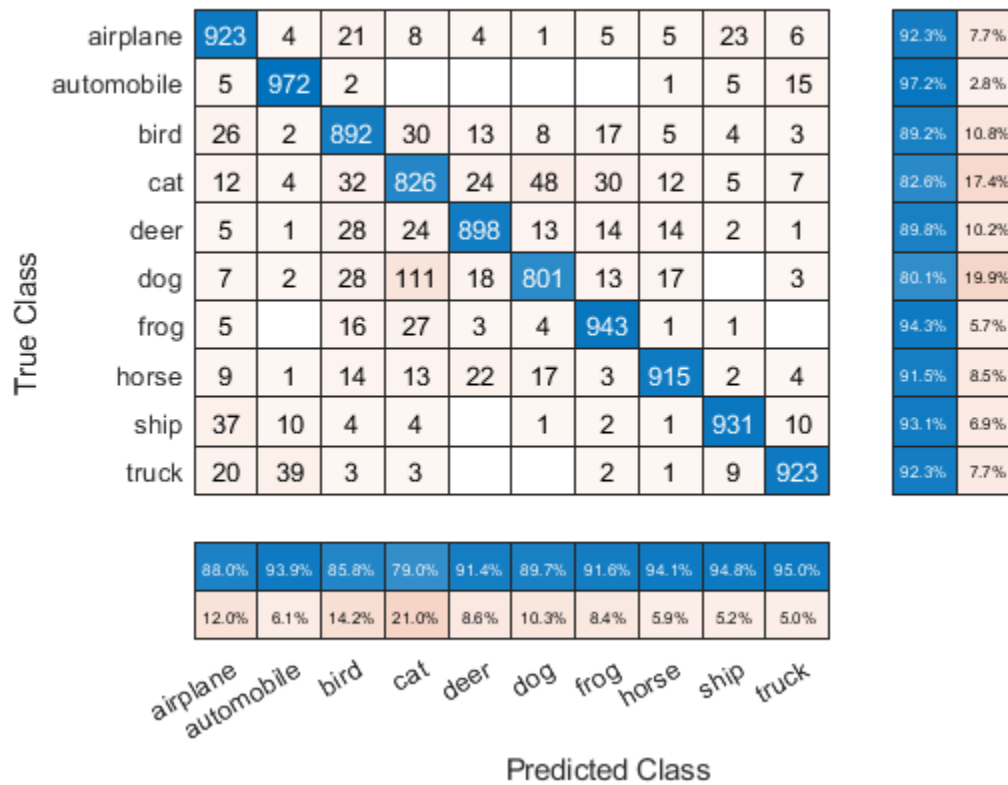 airplane 923 4 21 8 4 1 5 5 23 6 92.3% 7.7%
automobile 5 972 2 1 5 15 97.2% 2.8%
bird 26 2 892 30 13 8 17 5 4 3 89.2% 10.8%
cat 12 4 32 826 24 48 30 12 5 7 82.6% 17.4%
deer 5 1 28 24 898 13 14 14 2 1 89.8% 10.2%
dog 7 2 28 111 18 801 13 17 3 80.1% 19.9%
frog 5 16 27 3 4 943 1 1 94.3% 5.7%
horse 9 1 14 13 22 17 3 915 2 4 91.5% 8.5%
ship 37 10 4 4 1 2 1 931 10 93.1% 6.9%
truck 20 39 3 3 2 1 9 923 92.3% 7.7%
True Class
88.0% 93.9% 85.8% 79.0% 91.4% 89.7% 91.6% 94.1% 94.8% 95.0%
12.0% 6.1% 14.2% 21.0% 8.6% 10.3% 8.4% 5.9% 5.2% 5.0%
airplane automobile bird cat deer dog frog horse ship truck
Predicted Class